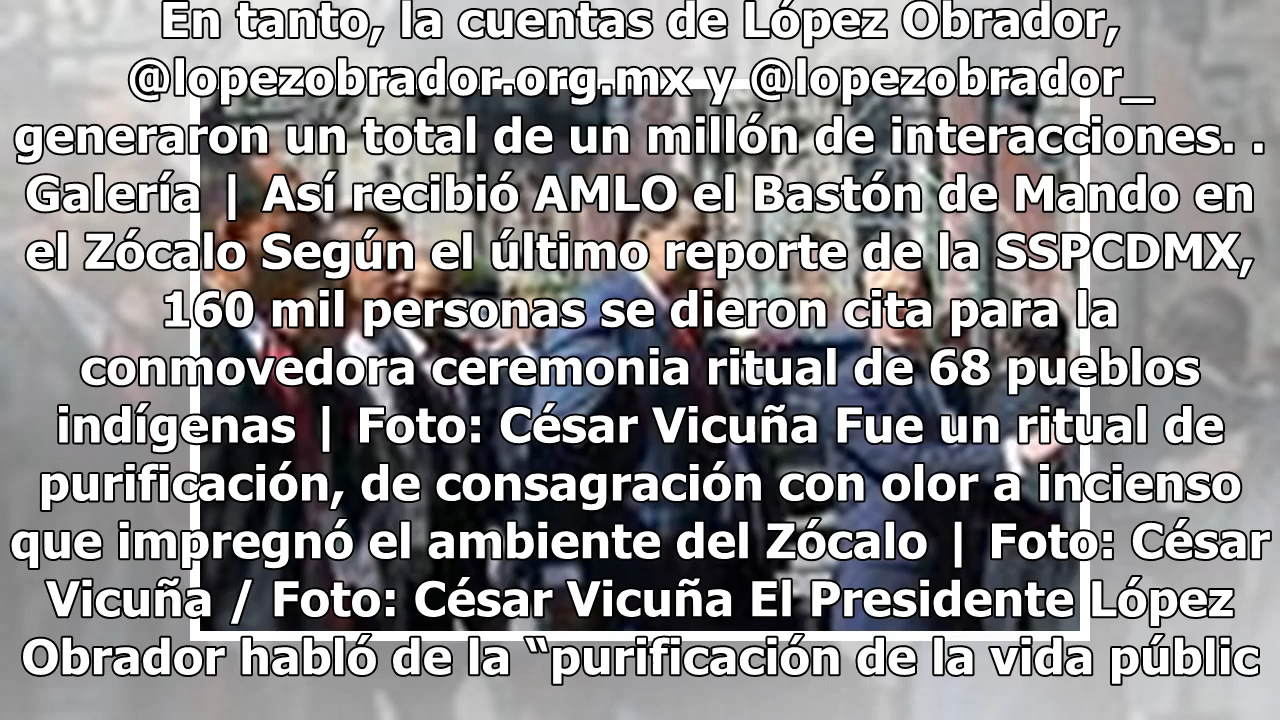 En tanto, la cuentas de López Obrador,
@lopezobrador.org.mx y @lopezobrador_
generaron un total de un millón de interacciones. .
Galería | Así recibió AMLO el Bastón de Mando en
el Zócalo Según el último reporte de la SSPCDMX,
160 mil personas se dieron cita para la
conmovedora ceremonia ritual de 68 pueblos
indígenas | Foto: César Vicuña Fue un ritual de
purificación, de consagración con olor a incienso
que impregnó el ambiente del Zócalo | Foto: César
Vicuña / Foto: César Vicuña El Presidente López
Obrador habló de la “purificación de la vida públic